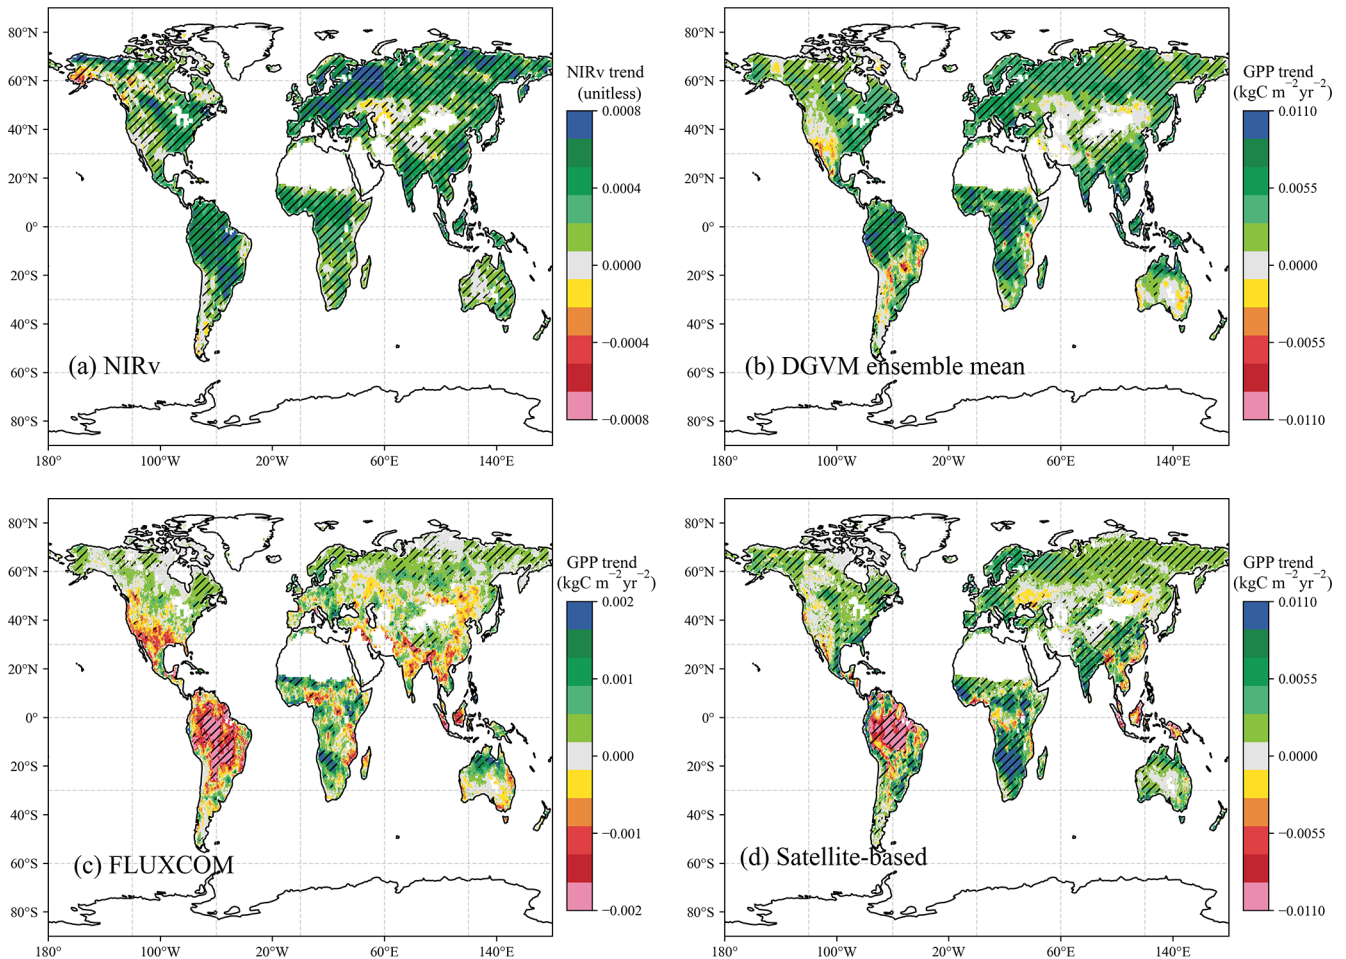 80°N
60°N
40°N
20°N
0°
20°S
40°S
60°S
80°S
180°
100°W
20°W
60°E
140°E
(a) NIRv
NIRv trend
(unitless)
0.0008
0.0004
0.0000
−0.0004
−0.0008
80°N
60°N
40°N
20°N
0°
20°S
40°S
60°S
80°S
180°
100°W
20°W
60°E
140°E
(b) DGVM ensemble mean
GPP trend
(kgC m−2yr−2)
0.0110
0.0055
0.0000
−0.0055
−0.0110
80°N
60°N
40°N
20°N
0°
20°S
40°S
60°S
80°S
180°
100°W
20°W
60°E
140°E
(c) FLUXCOM
GPP trend
(kgC m−2yr−2)
0.002
0.001
0.000
−0.001
−0.002
80°N
60°N
40°N
20°N
0°
20°S
40°S
60°S
80°S
180°
100°W
20°W
60°E
140°E
(d) Satellite-based
GPP trend
(kgC m−2yr−2)
0.0110
0.0055
0.0000
−0.0055
−0.0110